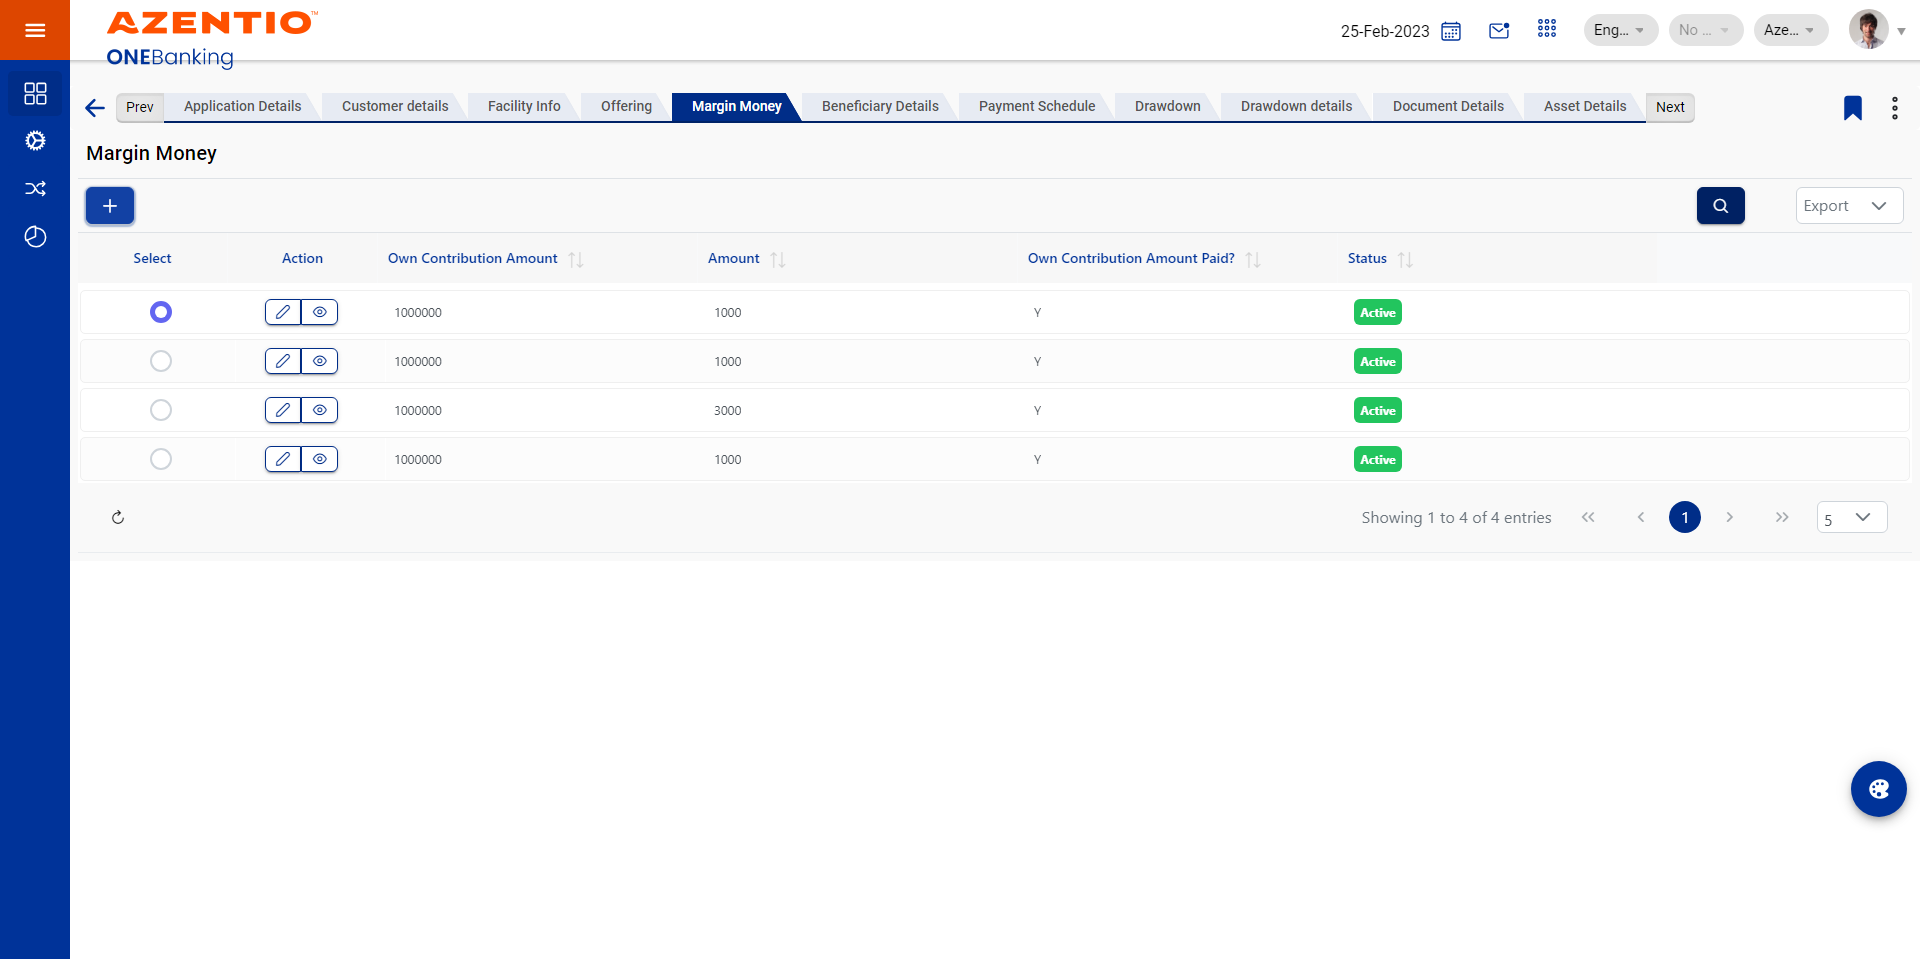 AZENTIO™
ONEBanking
25-Feb-2023
Eng...
No ...
Aze...
Prev
Application Details
Customer details
Facility Info
Offering
Margin Money
Beneficiary Details
Payment Schedule
Drawdown
Drawdown details
Document Details
Asset Details
Next
Margin Money
Export
Select Action Own Contribution Amount Amount Own Contribution Amount Paid? Status
1000000 1000 Y Active
1000000 1000 Y Active
1000000 3000 Y Active
1000000 1000 Y Active
Showing 1 to 4 of 4 entries
1
5